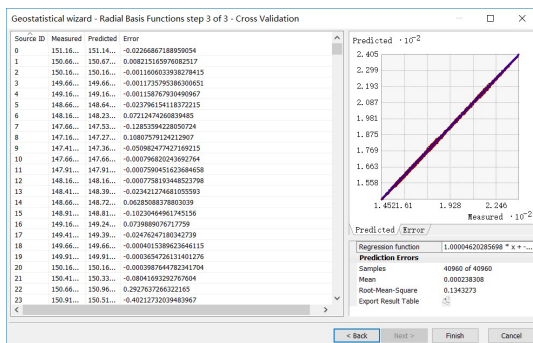 Geostatistical wizard - Radial Basis Functions step 3 of 3 - Cross Validation
Source ID Measured Predicted Error
0 151.16... 151.14... -0.02266867188959054
1 150.66... 150.67... 0.008215165976082517
2 150.16... 150.16... -0.0011606033938278415
3 149.66... 149.66... -0.0011735795386300651
4 149.16... 149.16... -0.001158767930490967
5 148.66... 148.64... -0.023796154118372215
6 148.16... 148.23... 0.07212474260839485
7 147.66... 147.53... -0.12853594228050724
8 147.16... 147.27... 0.10807579124212907
9 147.41... 147.36... -0.050982477427169215
10 147.66... 147.66... -0.000796820243692764
11 147.91... 147.91... -0.0007590451623684658
12 148.16... 148.16... -0.0007758193448523798
13 148.41... 148.39... -0.023421274681055593
14 148.66... 148.72... 0.06285088378803039
15 148.91... 148.81... -0.10230464961745156
16 149.16... 149.24... 0.0739889076717759
17 149.41... 149.39... -0.02476247180342739
18 149.66... 149.66... -0.0004015389623646115
19 149.91... 149.91... -0.0003654726131401276
20 150.16... 150.16... -0.0003987644782341704
21 150.41... 150.33... -0.08041693292767604
22 150.66... 150.96... 0.2927637266322165
23 150.91... 150.51... -0.40212732039483967
Predicted ·10⁻²
2.405
2.299
2.193
2.087
1.981
1.875
1.769
1.663
1.558
1.4521.61 1.928 2.246
Measured ·10⁻²
Predicted Error
Regression function 1.00004620285698 * x + -...
Prediction Errors
Samples 40960 of 40960
Mean 0.000238308
Root-Mean-Square 0.1343273
Export Result Table
< Back Next > Finish Cancel